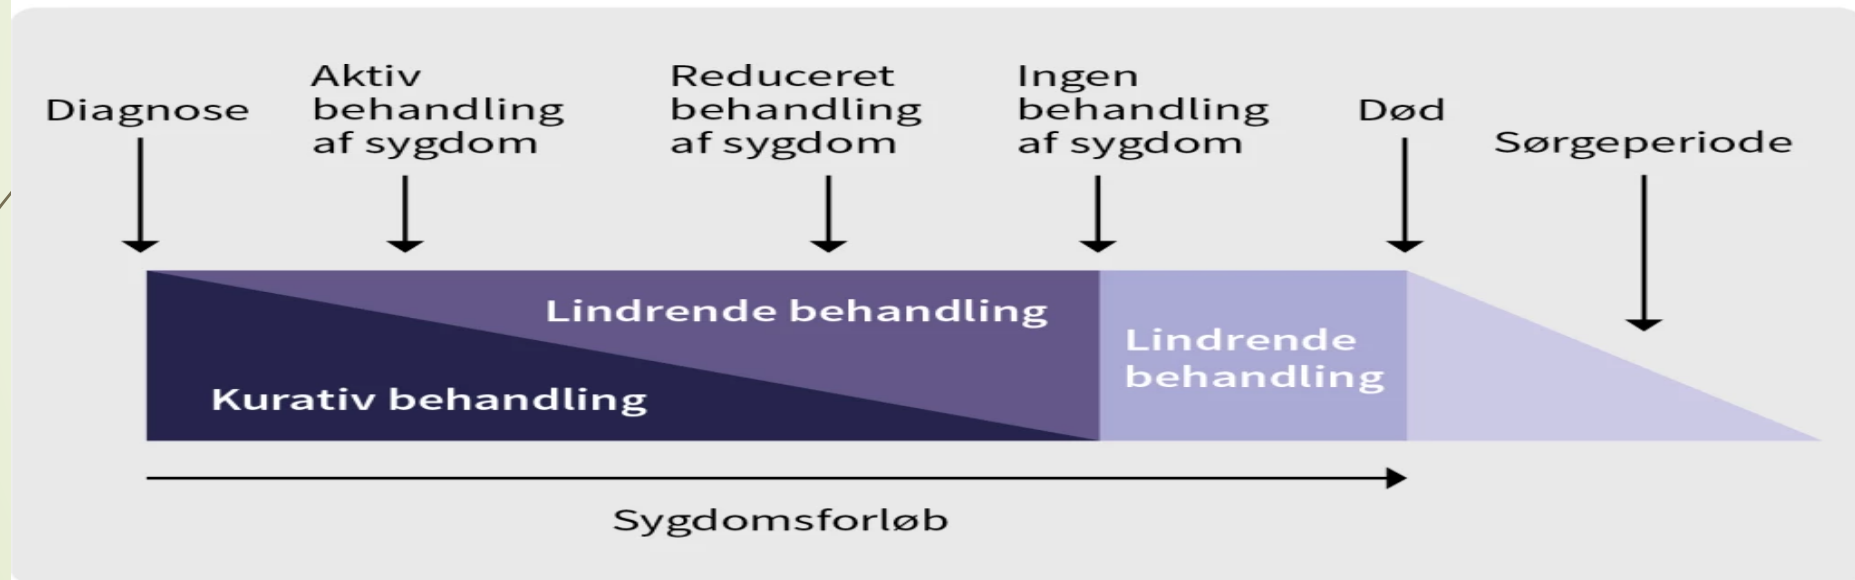 Diagnose
Aktiv
behandling
af sygdom
Reduceret
behandling
af sygdom
Ingen
behandling
af sygdom
Død
Sørgeperiode
Lindrende behandling
Kurativ behandling
Lindrende
behandling
Sygdomsforløb